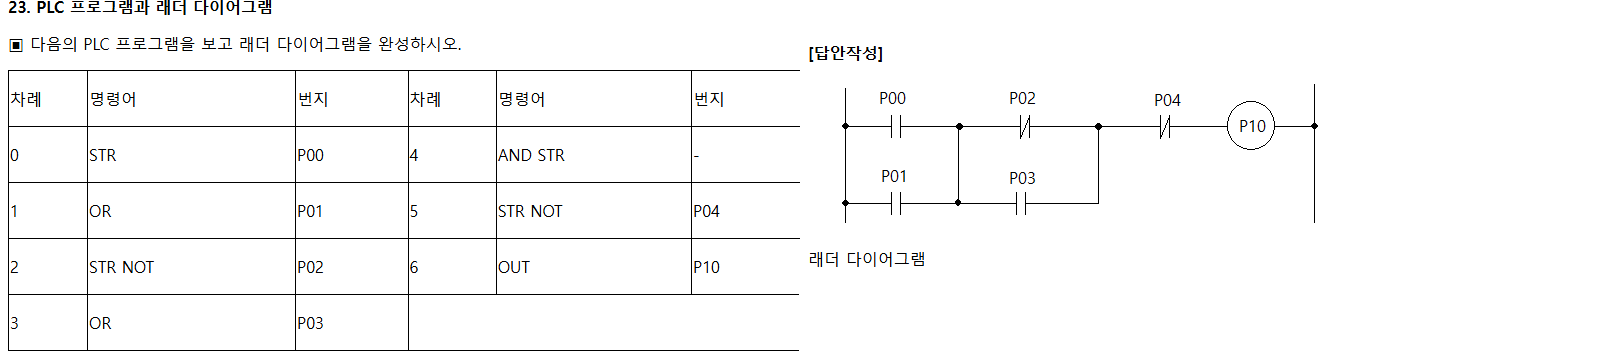 23. PLC 프로그램과 래더 다이어그램
▣ 다음의 PLC 프로그램을 보고 래더 다이어그램을 완성하시오.
차례 명령어 번지 차례 명령어 번지
0 STR P00 4 AND STR -
1 OR P01 5 STR NOT P04
2 STR NOT P02 6 OUT P10
3 OR P03
[답안작성]
P00 P02 P04
P10
P01 P03
래더 다이어그램